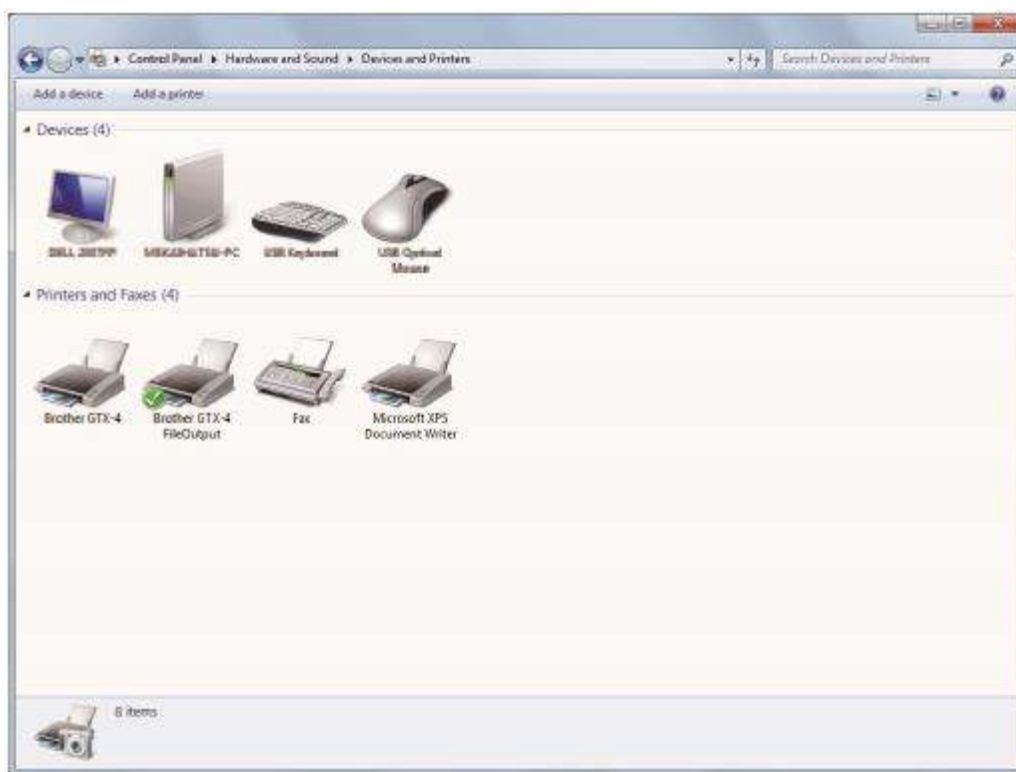 Control Panel ▸ Hardware and Sound ▸ Devices and Printers
Search Devices and Printers
Add a device Add a printer
Devices (4)
DELL
USB Keyboard
USB Optical
Mouse
Printers and Faxes (4)
Brother GTX-4
Brother GTX-4
FileOutput
Fax
Microsoft XPS
Document Writer
8 items